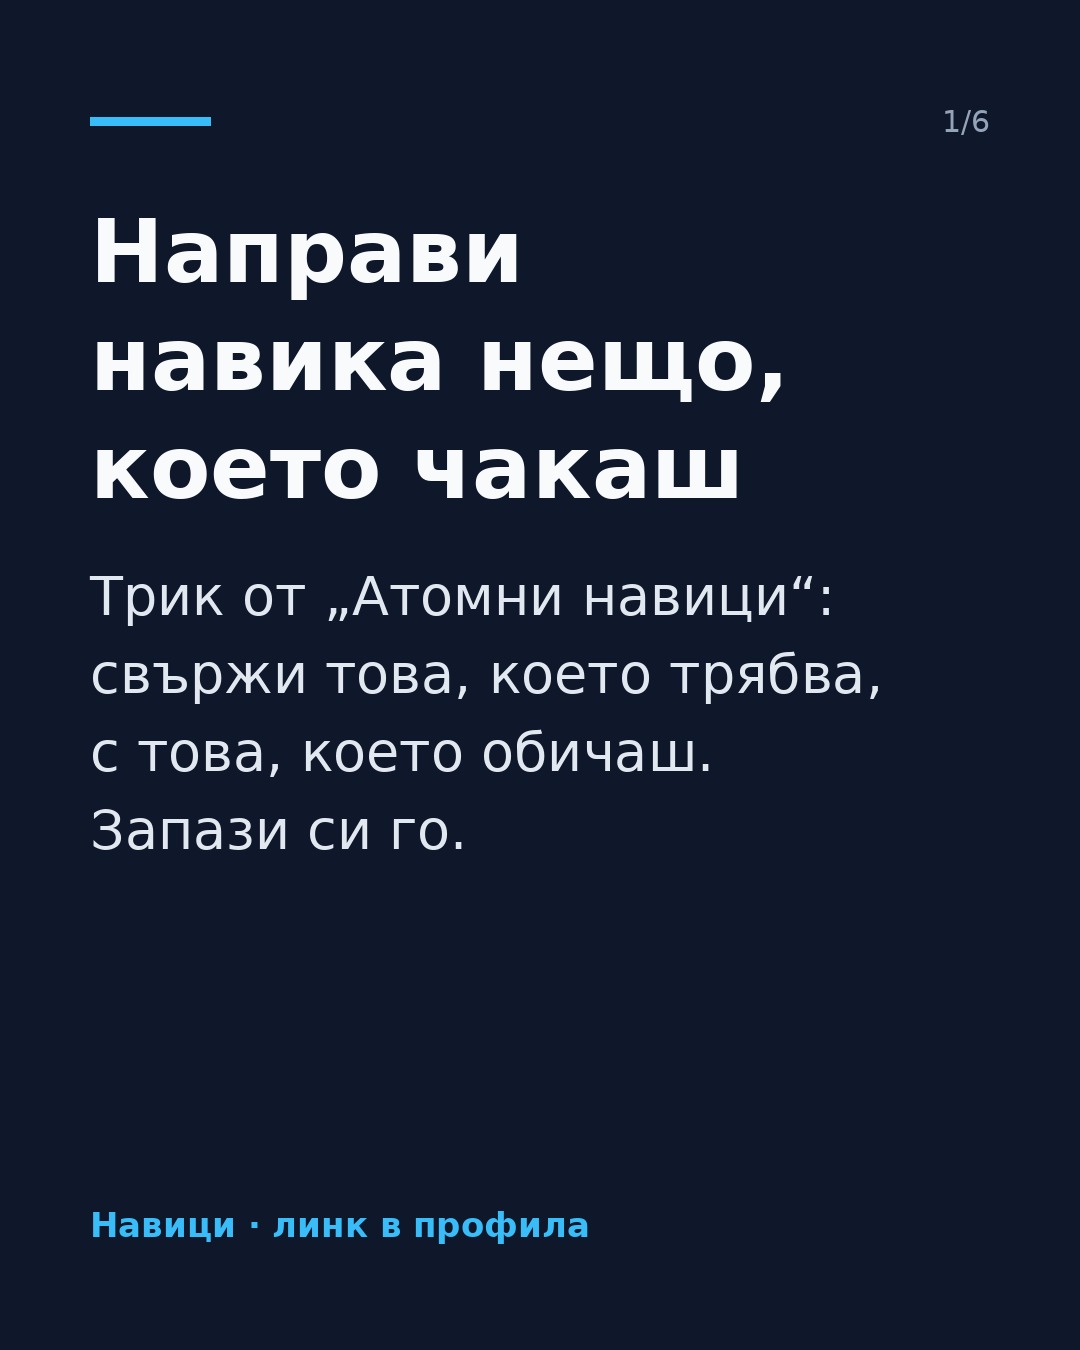 1/6
Направи
навика нещо,
което чакаш
Трик от „Атомни навици“:
свържи това, което трябва,
с това, което обичаш.
Запази си го.
Навици · линк в профила